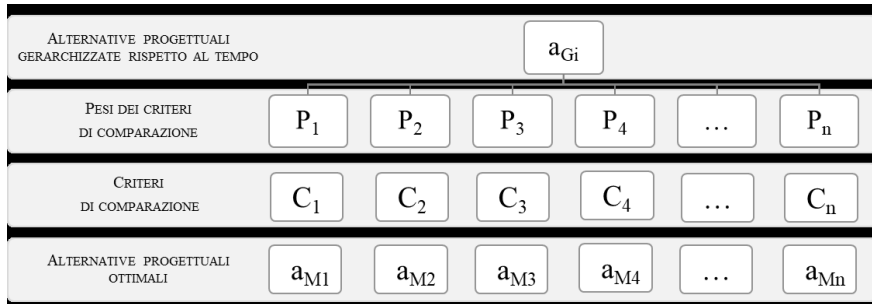 ALTERNATIVE PROGETTUALI
GERARCHIZZATE RISPETTO AL TEMPO
aGi
PESI DEI CRITERI
DI COMPARAZIONE
P1 P2 P3 P4 … Pn
CRITERI
DI COMPARAZIONE
C1 C2 C3 C4 … Cn
ALTERNATIVE PROGETTUALI
OTTIMALI
aM1 aM2 aM3 aM4 … aMn